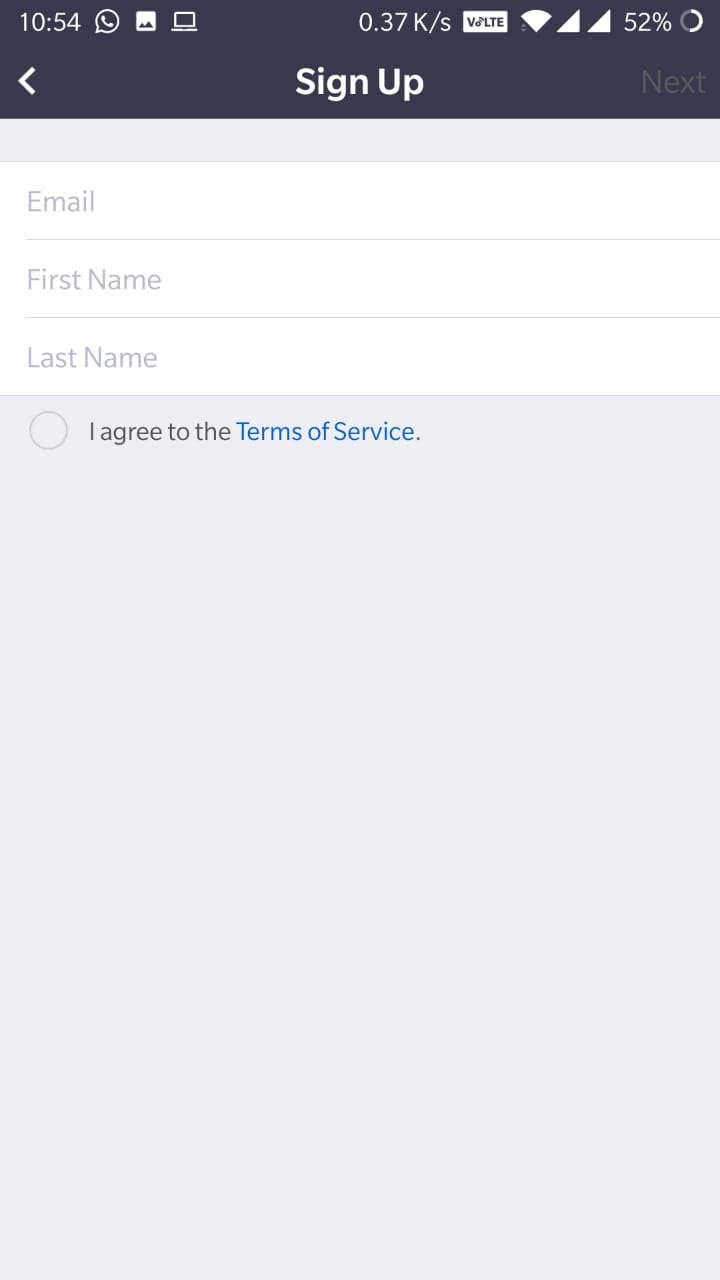 10:54 0.37 K/s VoLTE 52%
Sign Up Next
Email
First Name
Last Name
I agree to the Terms of Service.